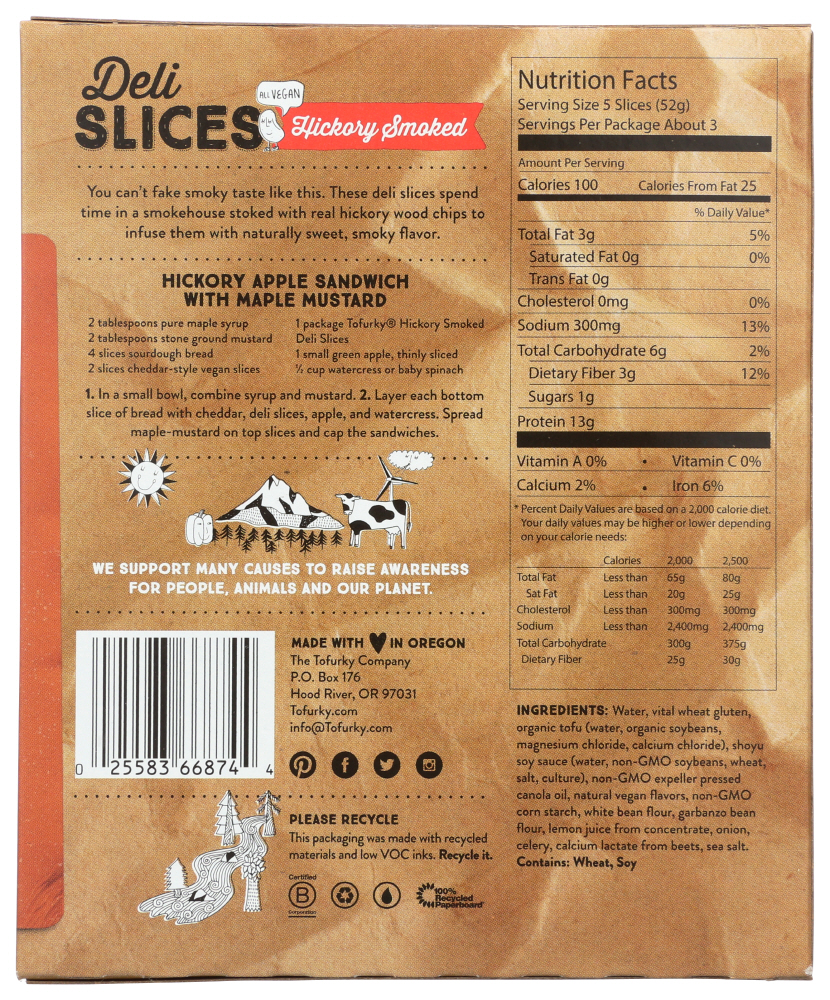 Deli
SLICES
ALL VEGAN
Hickory Smoked
You can't fake smoky taste like this. These deli slices spend
time in a smokehouse stoked with real hickory wood chips to
infuse them with naturally sweet, smoky flavor.
HICKORY APPLE SANDWICH
WITH MAPLE MUSTARD
2 tablespoons pure maple syrup
2 tablespoons stone ground mustard
4 slices sourdough bread
2 slices cheddar-style vegan slices
1 package Tofurky® Hickory Smoked
Deli Slices
1 small green apple, thinly sliced
½ cup watercress or baby spinach
1. In a small bowl, combine syrup and mustard. 2. Layer each bottom
slice of bread with cheddar, deli slices, apple, and watercress. Spread
maple-mustard on top slices and cap the sandwiches.
WE SUPPORT MANY CAUSES TO RAISE AWARENESS
FOR PEOPLE, ANIMALS AND OUR PLANET.
0 25583 66874 4
MADE WITH IN OREGON
The Tofurky Company
P.O. Box 176
Hood River, OR 97031
Tofurky.com
info@Tofurky.com
PLEASE RECYCLE
This packaging was made with recycled
materials and low VOC inks. Recycle it.
Certified
B
Corporation
100%
Recycled
Paperboard
Nutrition Facts
Serving Size 5 Slices (52g)
Servings Per Package About 3
Amount Per Serving
Calories 100 Calories From Fat 25
% Daily Value*
Total Fat 3g 5%
Saturated Fat 0g 0%
Trans Fat 0g
Cholesterol 0mg 0%
Sodium 300mg 13%
Total Carbohydrate 6g 2%
Dietary Fiber 3g 12%
Sugars 1g
Protein 13g
Vitamin A 0% • Vitamin C 0%
Calcium 2% • Iron 6%
* Percent Daily Values are based on a 2,000 calorie diet.
Your daily values may be higher or lower depending
on your calorie needs:
Calories 2,000 2,500
Total Fat Less than 65g 80g
Sat Fat Less than 20g 25g
Cholesterol Less than 300mg 300mg
Sodium Less than 2,400mg 2,400mg
Total Carbohydrate 300g 375g
Dietary Fiber 25g 30g
INGREDIENTS: Water, vital wheat gluten,
organic tofu (water, organic soybeans,
magnesium chloride, calcium chloride), shoyu
soy sauce (water, non-GMO soybeans, wheat,
salt, culture), non-GMO expeller pressed
canola oil, natural vegan flavors, non-GMO
corn starch, white bean flour, garbanzo bean
flour, lemon juice from concentrate, onion,
celery, calcium lactate from beets, sea salt.
Contains: Wheat, Soy